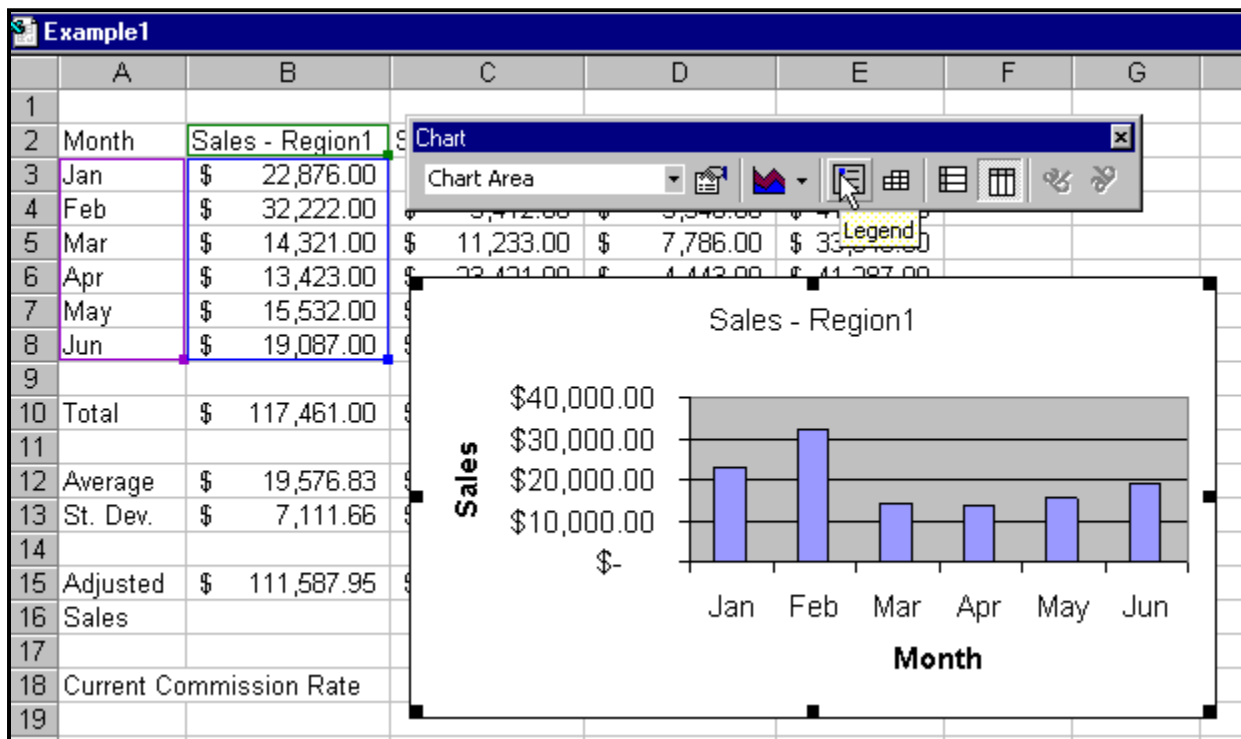 Example1
A B C D E F G
1
2 Month Sales - Region1 S
Chart
3 Jan $ 22,876.00
Chart Area
4 Feb $ 32,222.00
Legend
5 Mar $ 14,321.00 $ 11,233.00 $ 7,786.00 $
6 Apr $ 13,423.00
7 May $ 15,532.00
8 Jun $ 19,087.00
9
10 Total $ 117,461.00
11
12 Average $ 19,576.83
13 St. Dev. $ 7,111.66
14
15 Adjusted $ 111,587.95
16 Sales
17
18 Current Commission Rate
19
Sales - Region1
Sales
$40,000.00
$30,000.00
$20,000.00
$10,000.00
$-
Jan Feb Mar Apr May Jun
Month